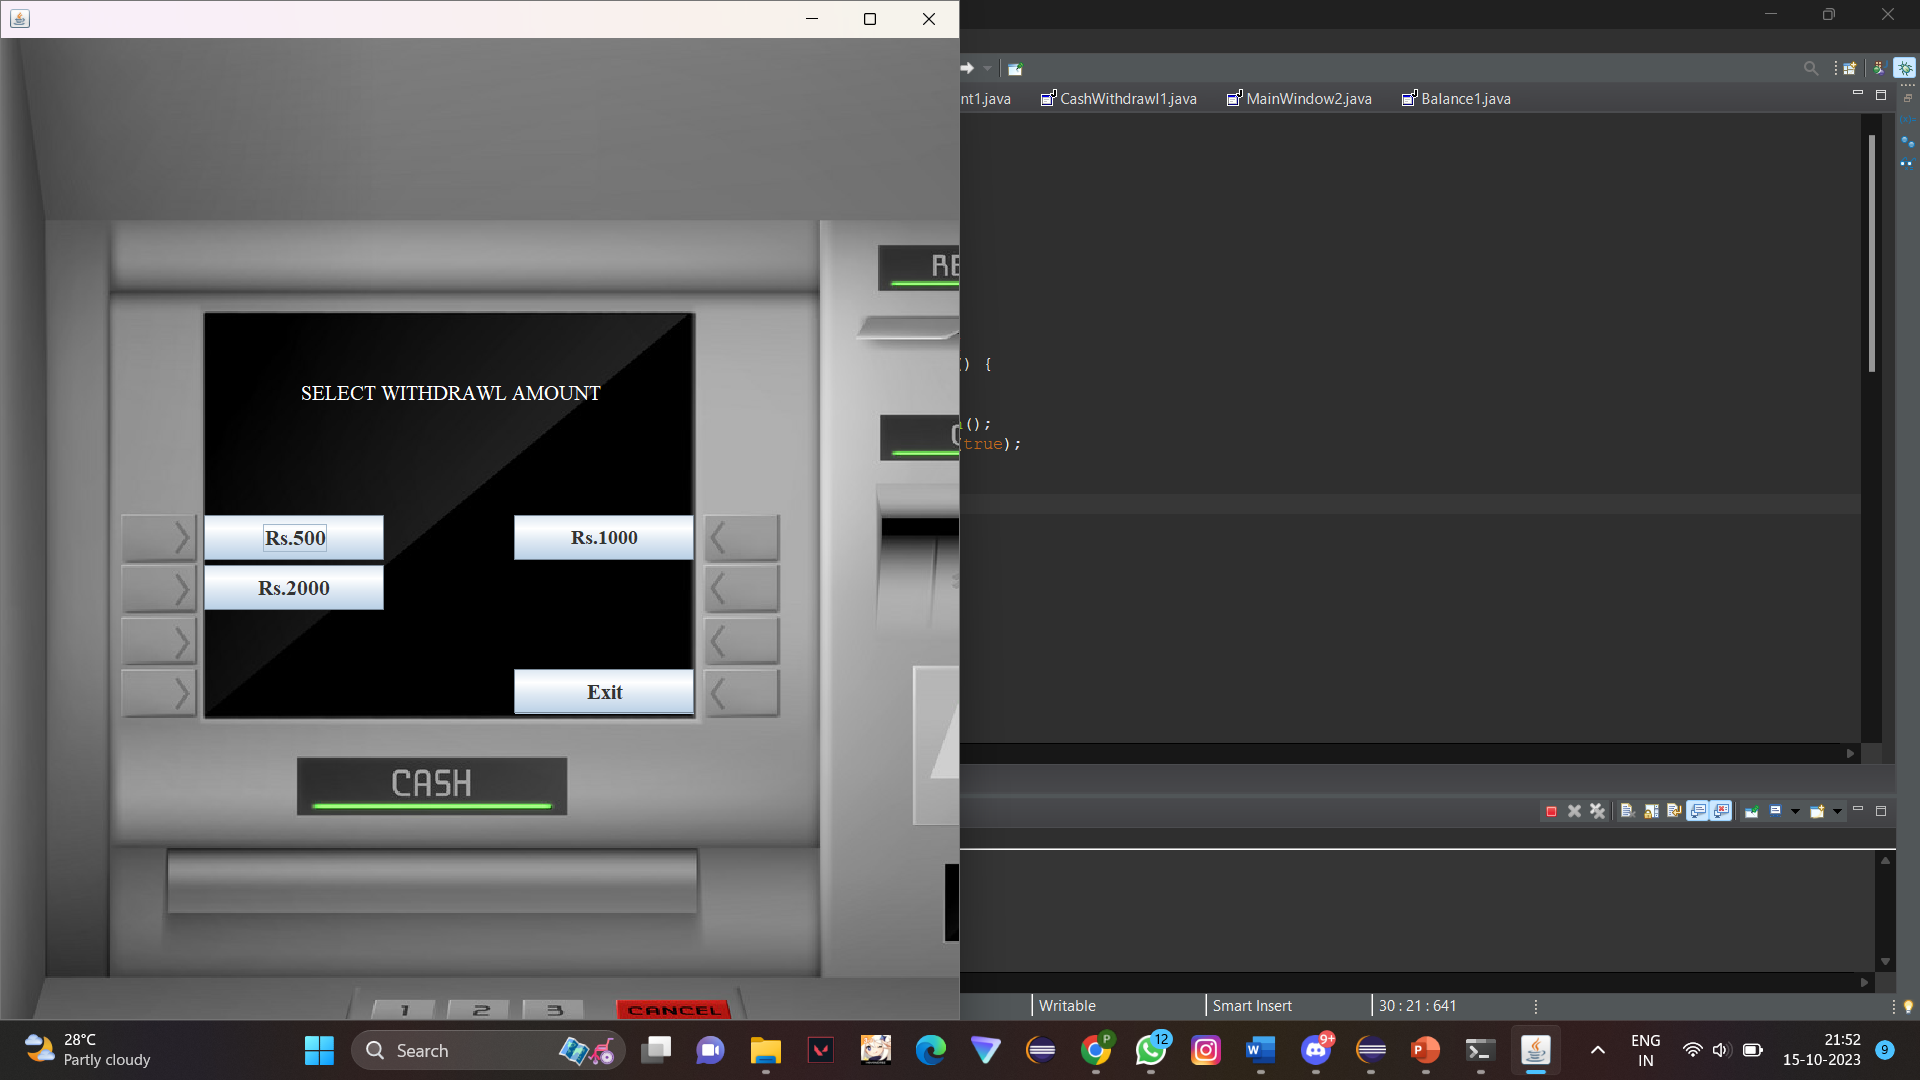 nt1.java
CashWithdrawl1.java
MainWindow2.java
Balance1.java
RE
SELECT WITHDRAWL AMOUNT
) {
();
(true);
Rs.500
Rs.1000
Rs.2000
Exit
CASH
1
2
3
CANCEL
Writable
Smart Insert
30 : 21 : 641
28°C
Partly cloudy
Search
P
12
9+
ENG
IN
21:52
15-10-2023
9